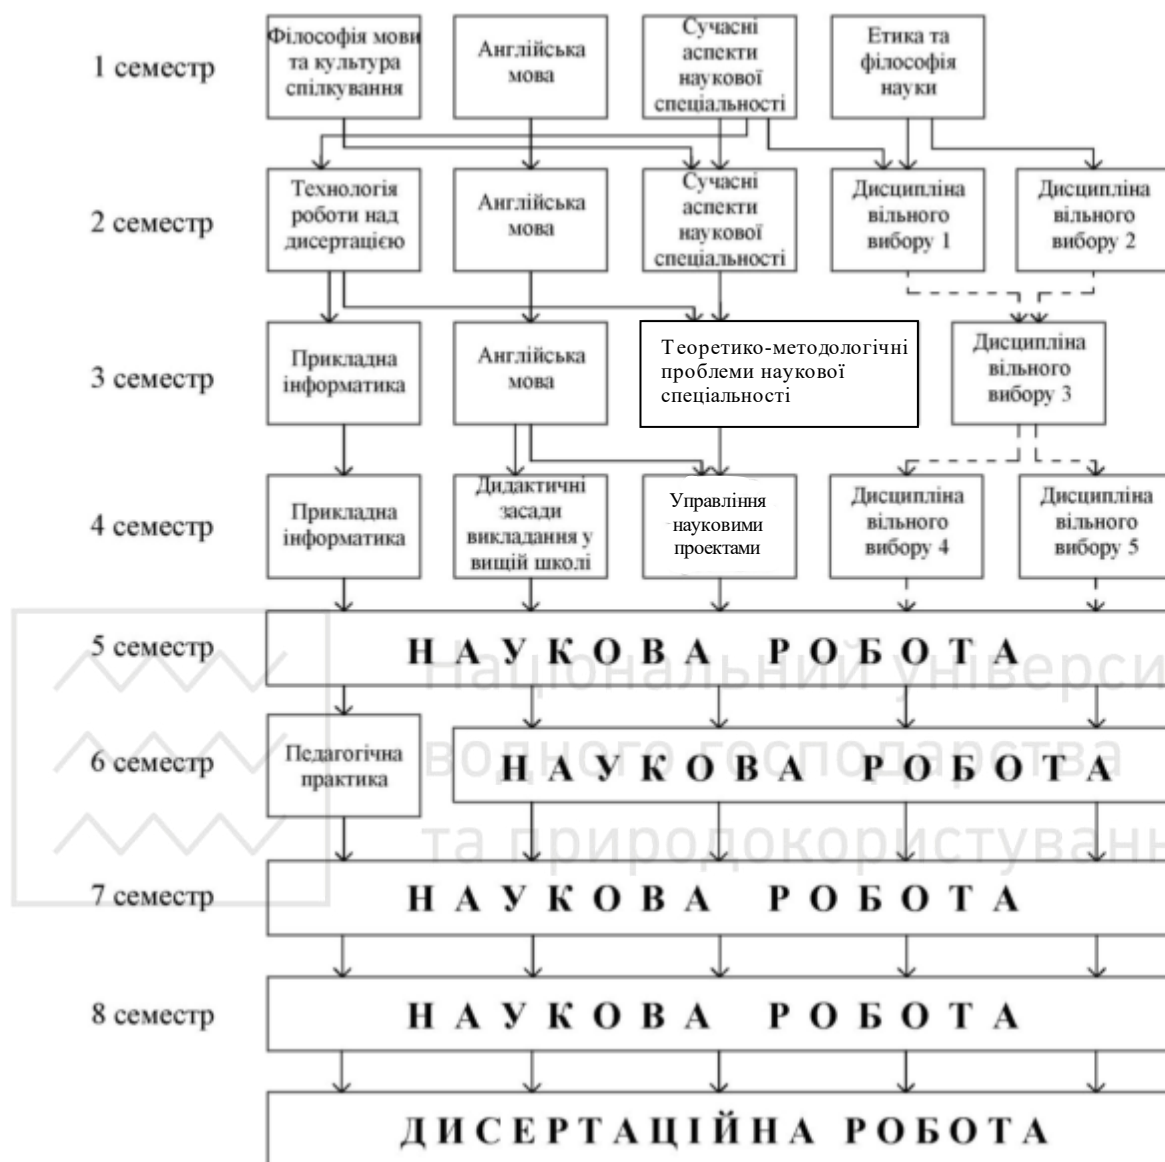 1 семестр
Філософія мови
та культура
спілкування
Англійська
мова
Сучасні
аспекти
наукової
спеціальності
Етика та
філософія
науки
2 семестр
Технологія
роботи над
дисертацією
Англійська
мова
Сучасні
аспекти
наукової
спеціальності
Дисципліна
вільного
вибору 1
Дисципліна
вільного
вибору 2
3 семестр
Прикладна
інформатика
Англійська
мова
Теоретико-методологічні
проблеми наукової
спеціальності
Дисципліна
вільного
вибору 3
4 семестр
Прикладна
інформатика
Дидактичні
засади
викладання у
вищій школі
Управління
науковими
проектами
Дисципліна
вільного
вибору 4
Дисципліна
вільного
вибору 5
5 семестр
НАУКОВА РОБОТА
Національний універси
6 семестр
Педагогічна
практика
НАУКОВА РОБОТА
водного господарства
та природокористуванн
7 семестр
НАУКОВА РОБОТА
8 семестр
НАУКОВА РОБОТА
ДИСЕРТАЦІЙНА РОБОТА